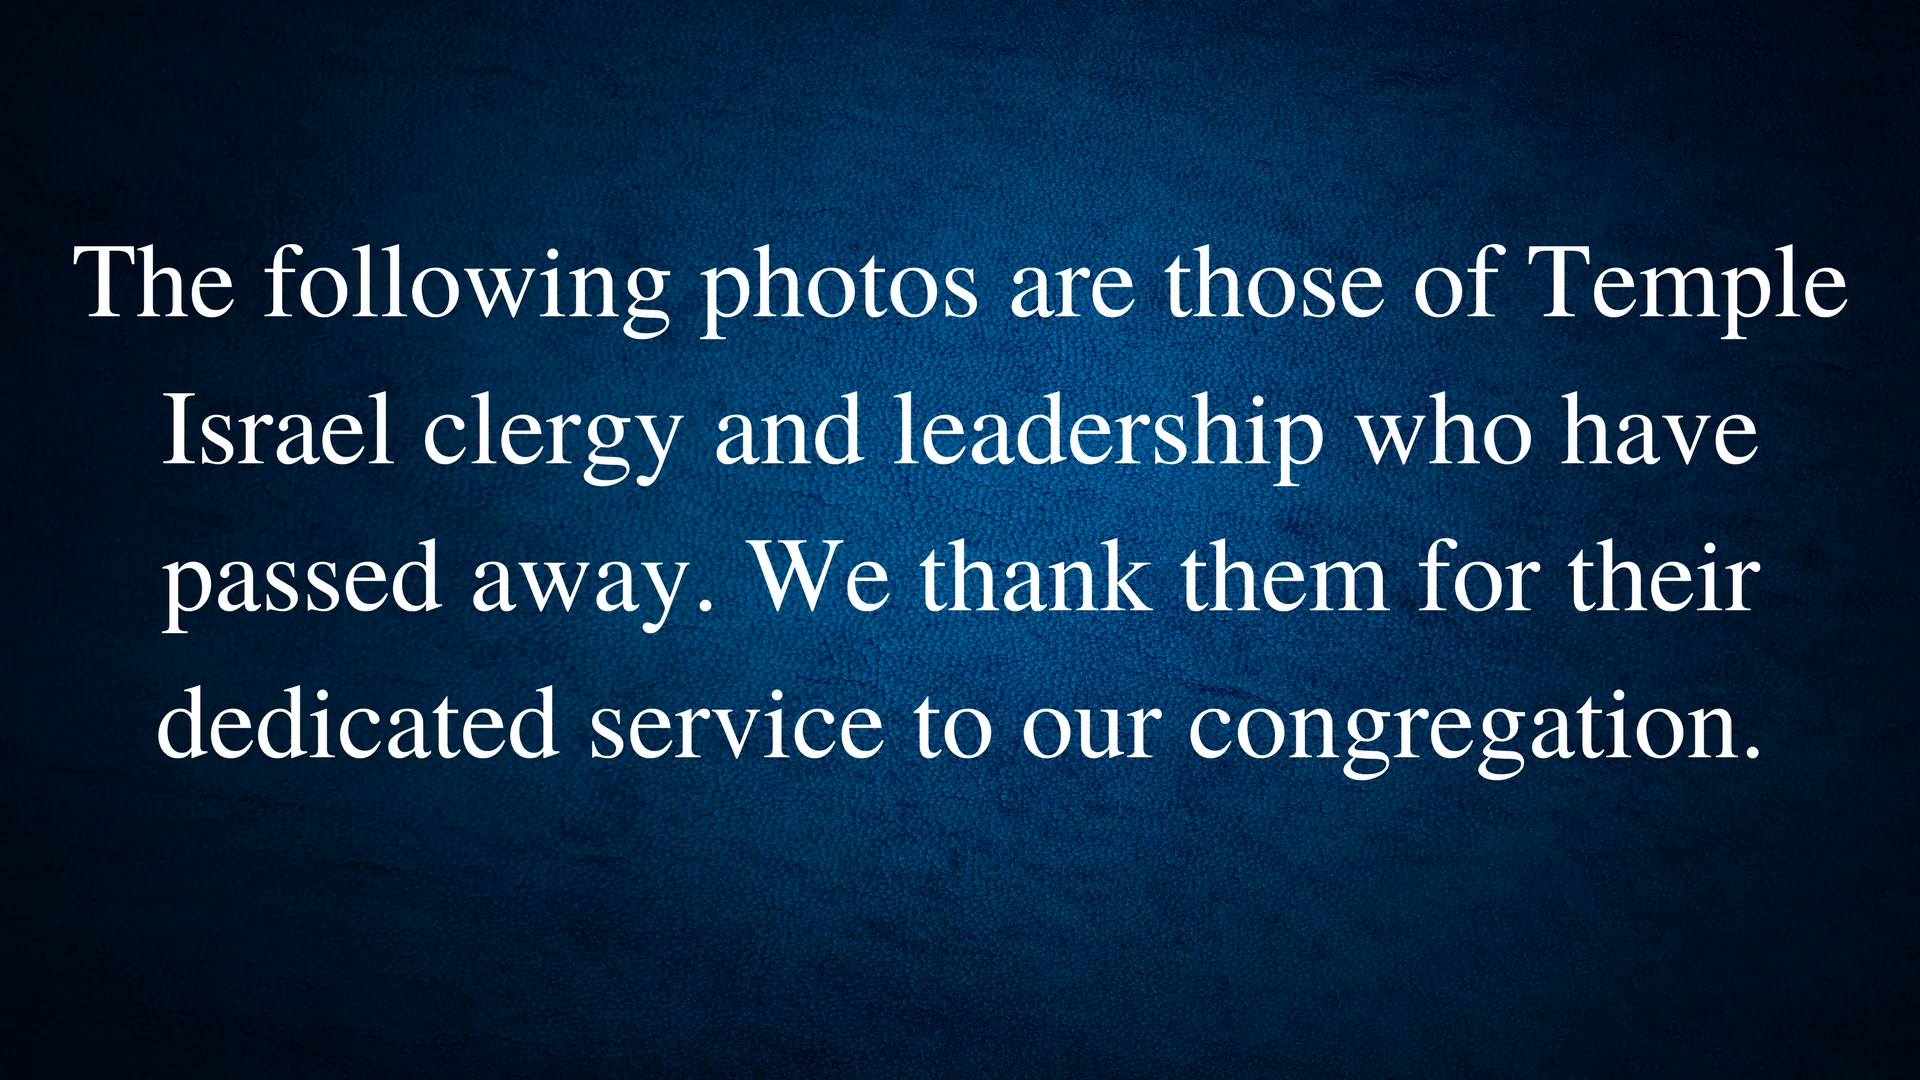 The following photos are those of Temple
Israel clergy and leadership who have
passed away. We thank them for their
dedicated service to our congregation.